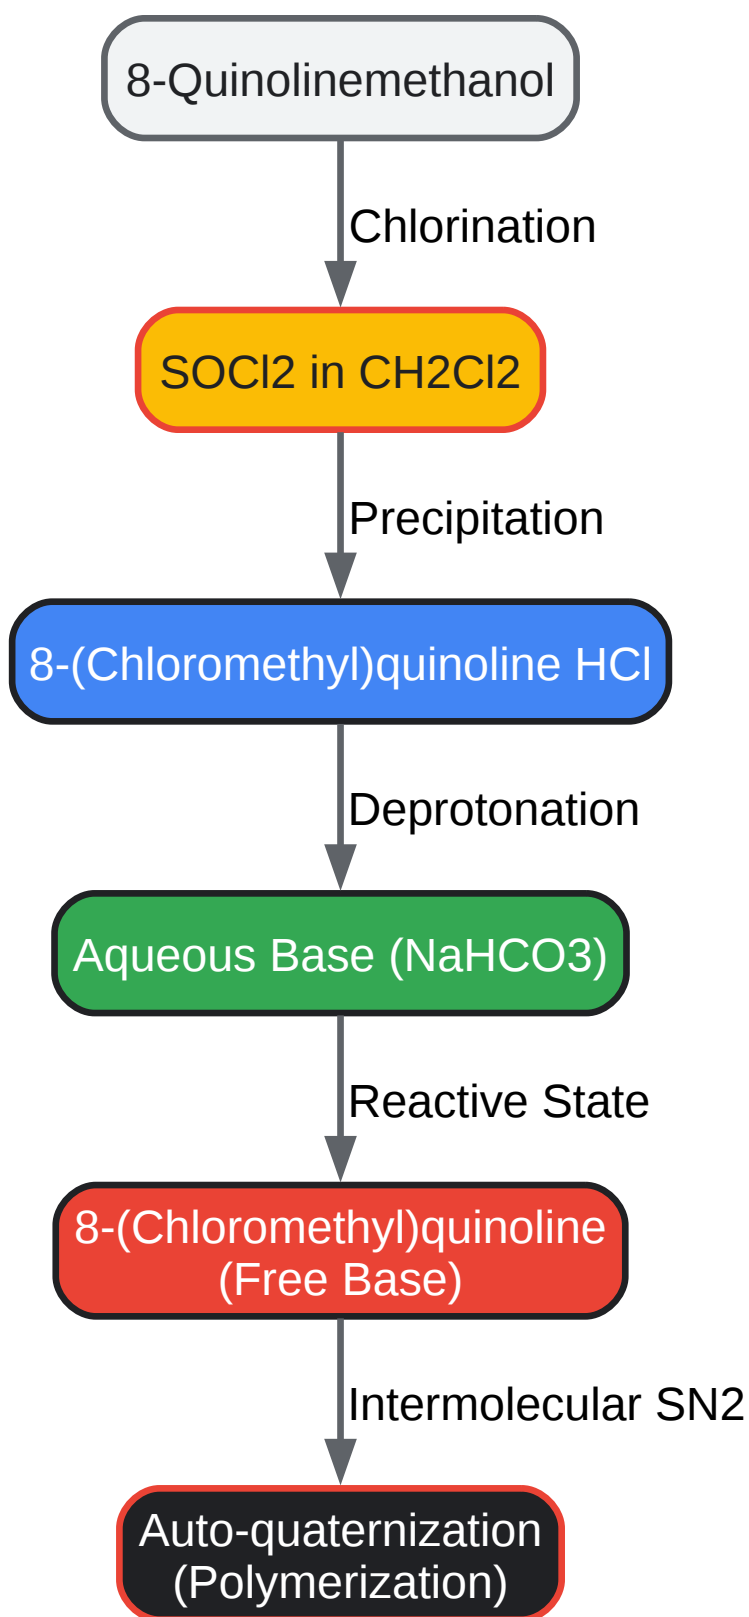 8-Quinolinemethanol
Chlorination
SOCl2 in CH2Cl2
Precipitation
8-(Chloromethyl)quinoline HCl
Deprotonation
Aqueous Base (NaHCO3)
Reactive State
8-(Chloromethyl)quinoline
(Free Base)
Intermolecular SN2
Auto-quaternization
(Polymerization)